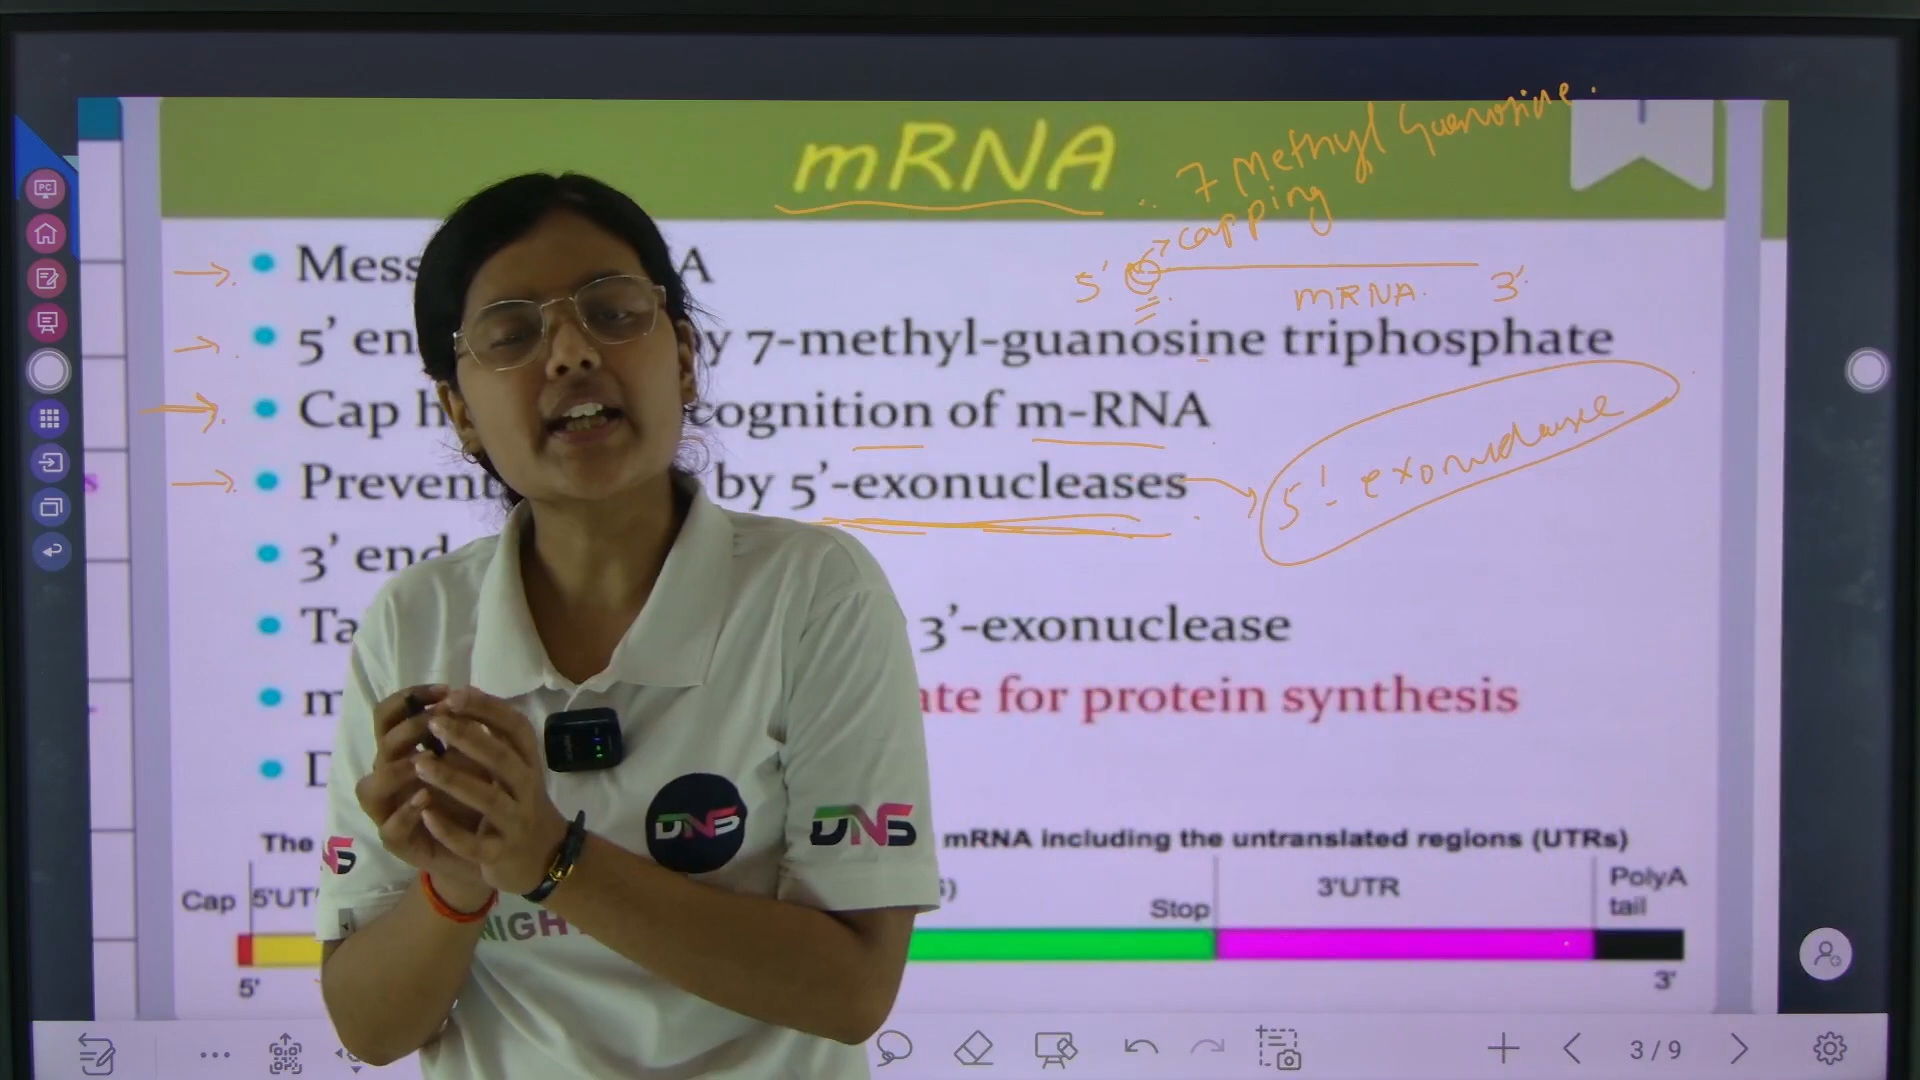 mRNA
7 Methyl Guanosine.
capping
5' mRNA. 3'
Mess A
5' en y 7-methyl-guanosine triphosphate
Cap h cognition of m-RNA
Prevent by 5'-exonucleases
5'- exonuclease
3' end
Ta 3'-exonuclease
m ate for protein synthesis
D
The mRNA including the untranslated regions (UTRs)
Cap 5'UT Stop 3'UTR PolyA
tail
5' 3'
DNS
DNS
NIGH
PC
3 / 9